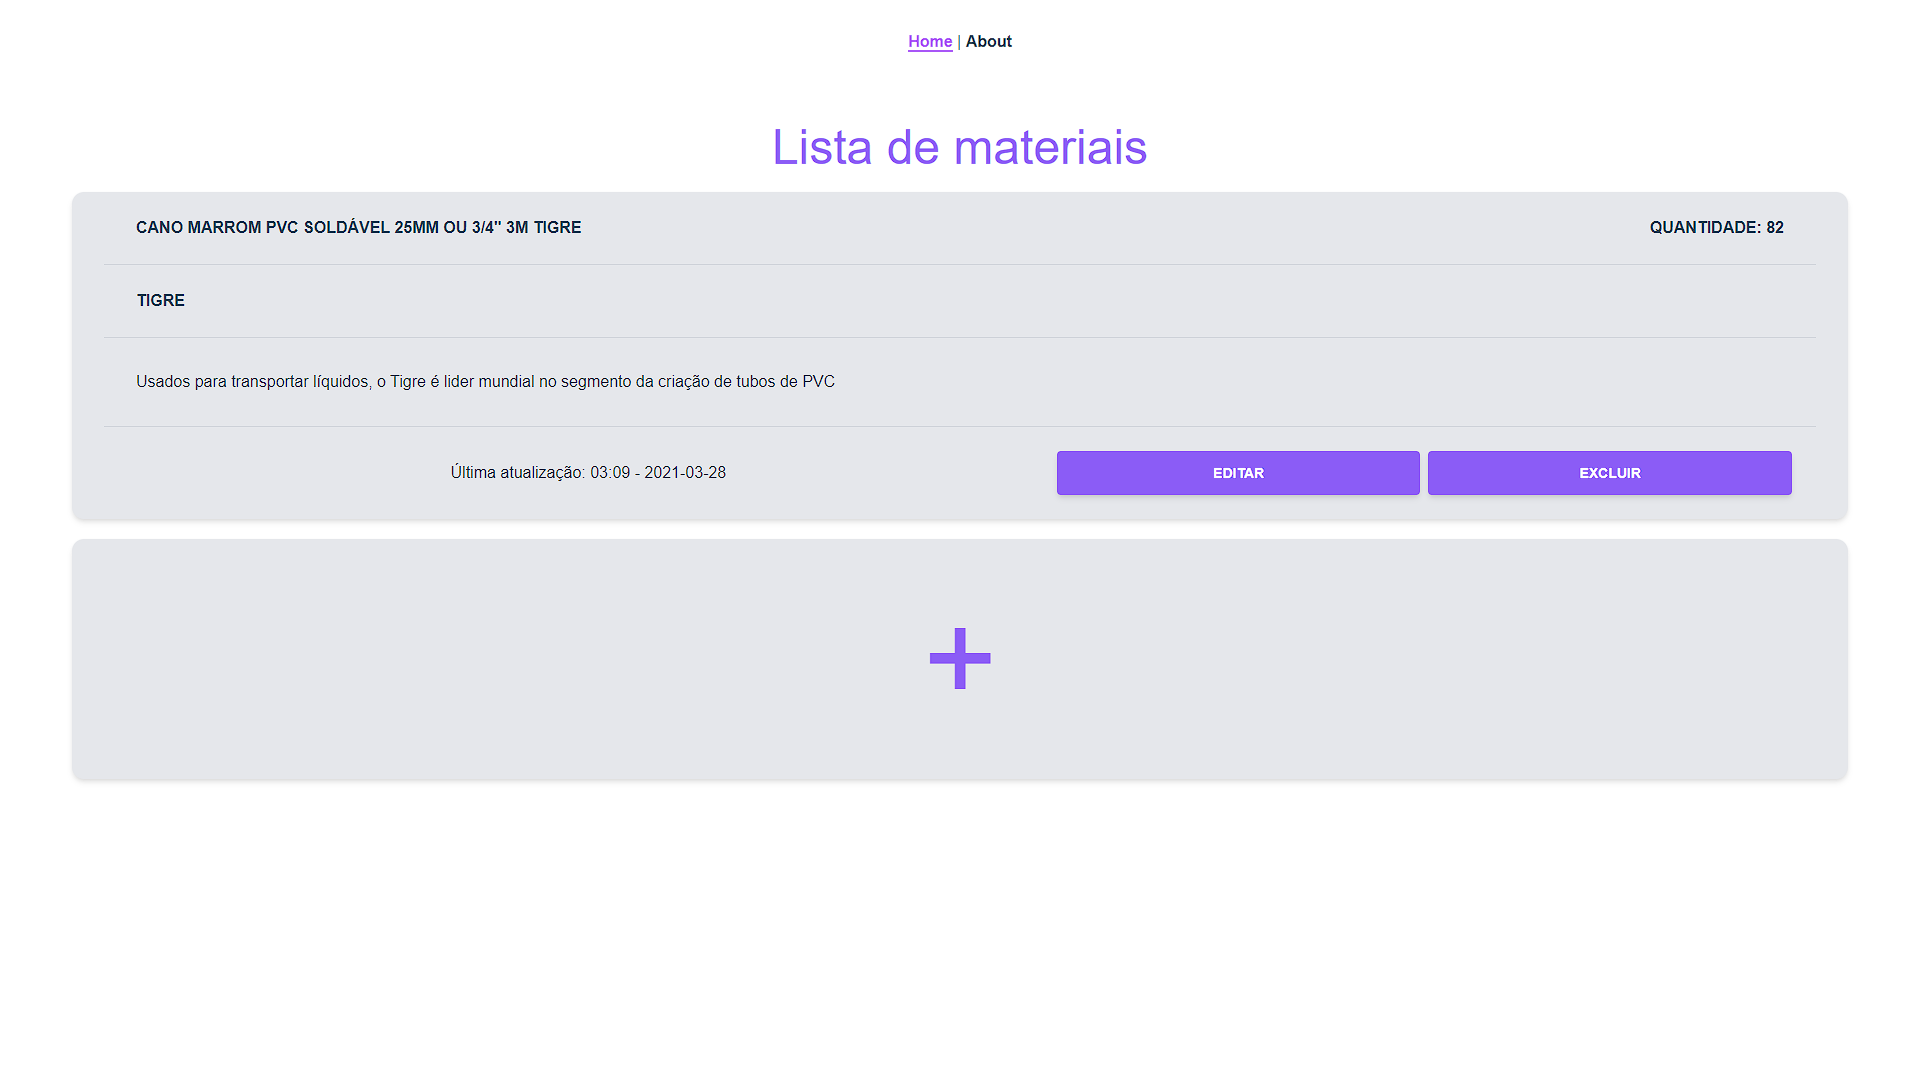 Home | About
Lista de materiais
CANO MARROM PVC SOLDÁVEL 25MM OU 3/4" 3M TIGRE QUANTIDADE: 82
TIGRE
Usados para transportar líquidos, o Tigre é lider mundial no segmento da criação de tubos de PVC
Última atualização: 03:09 - 2021-03-28 EDITAR EXCLUIR
+